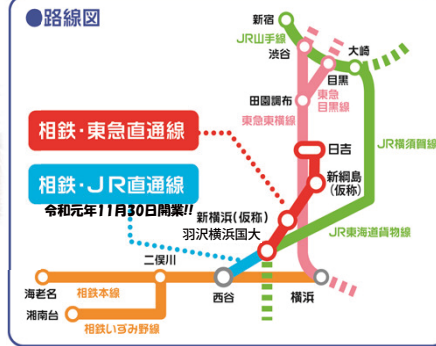 ●路線図
新宿
JR山手線
渋谷
大崎
目黒
田園調布
東急
目黒線
東急東横線
相鉄・東急直通線
日吉
JR横須賀線
相鉄・JR直通線
新綱島
(仮称)
令和元年11月30日開業!!
新横浜(仮称)
羽沢横浜国大
JR東海道貨物線
二俣川
海老名
相鉄本線
西谷
横浜
湘南台
相鉄いずみ野線